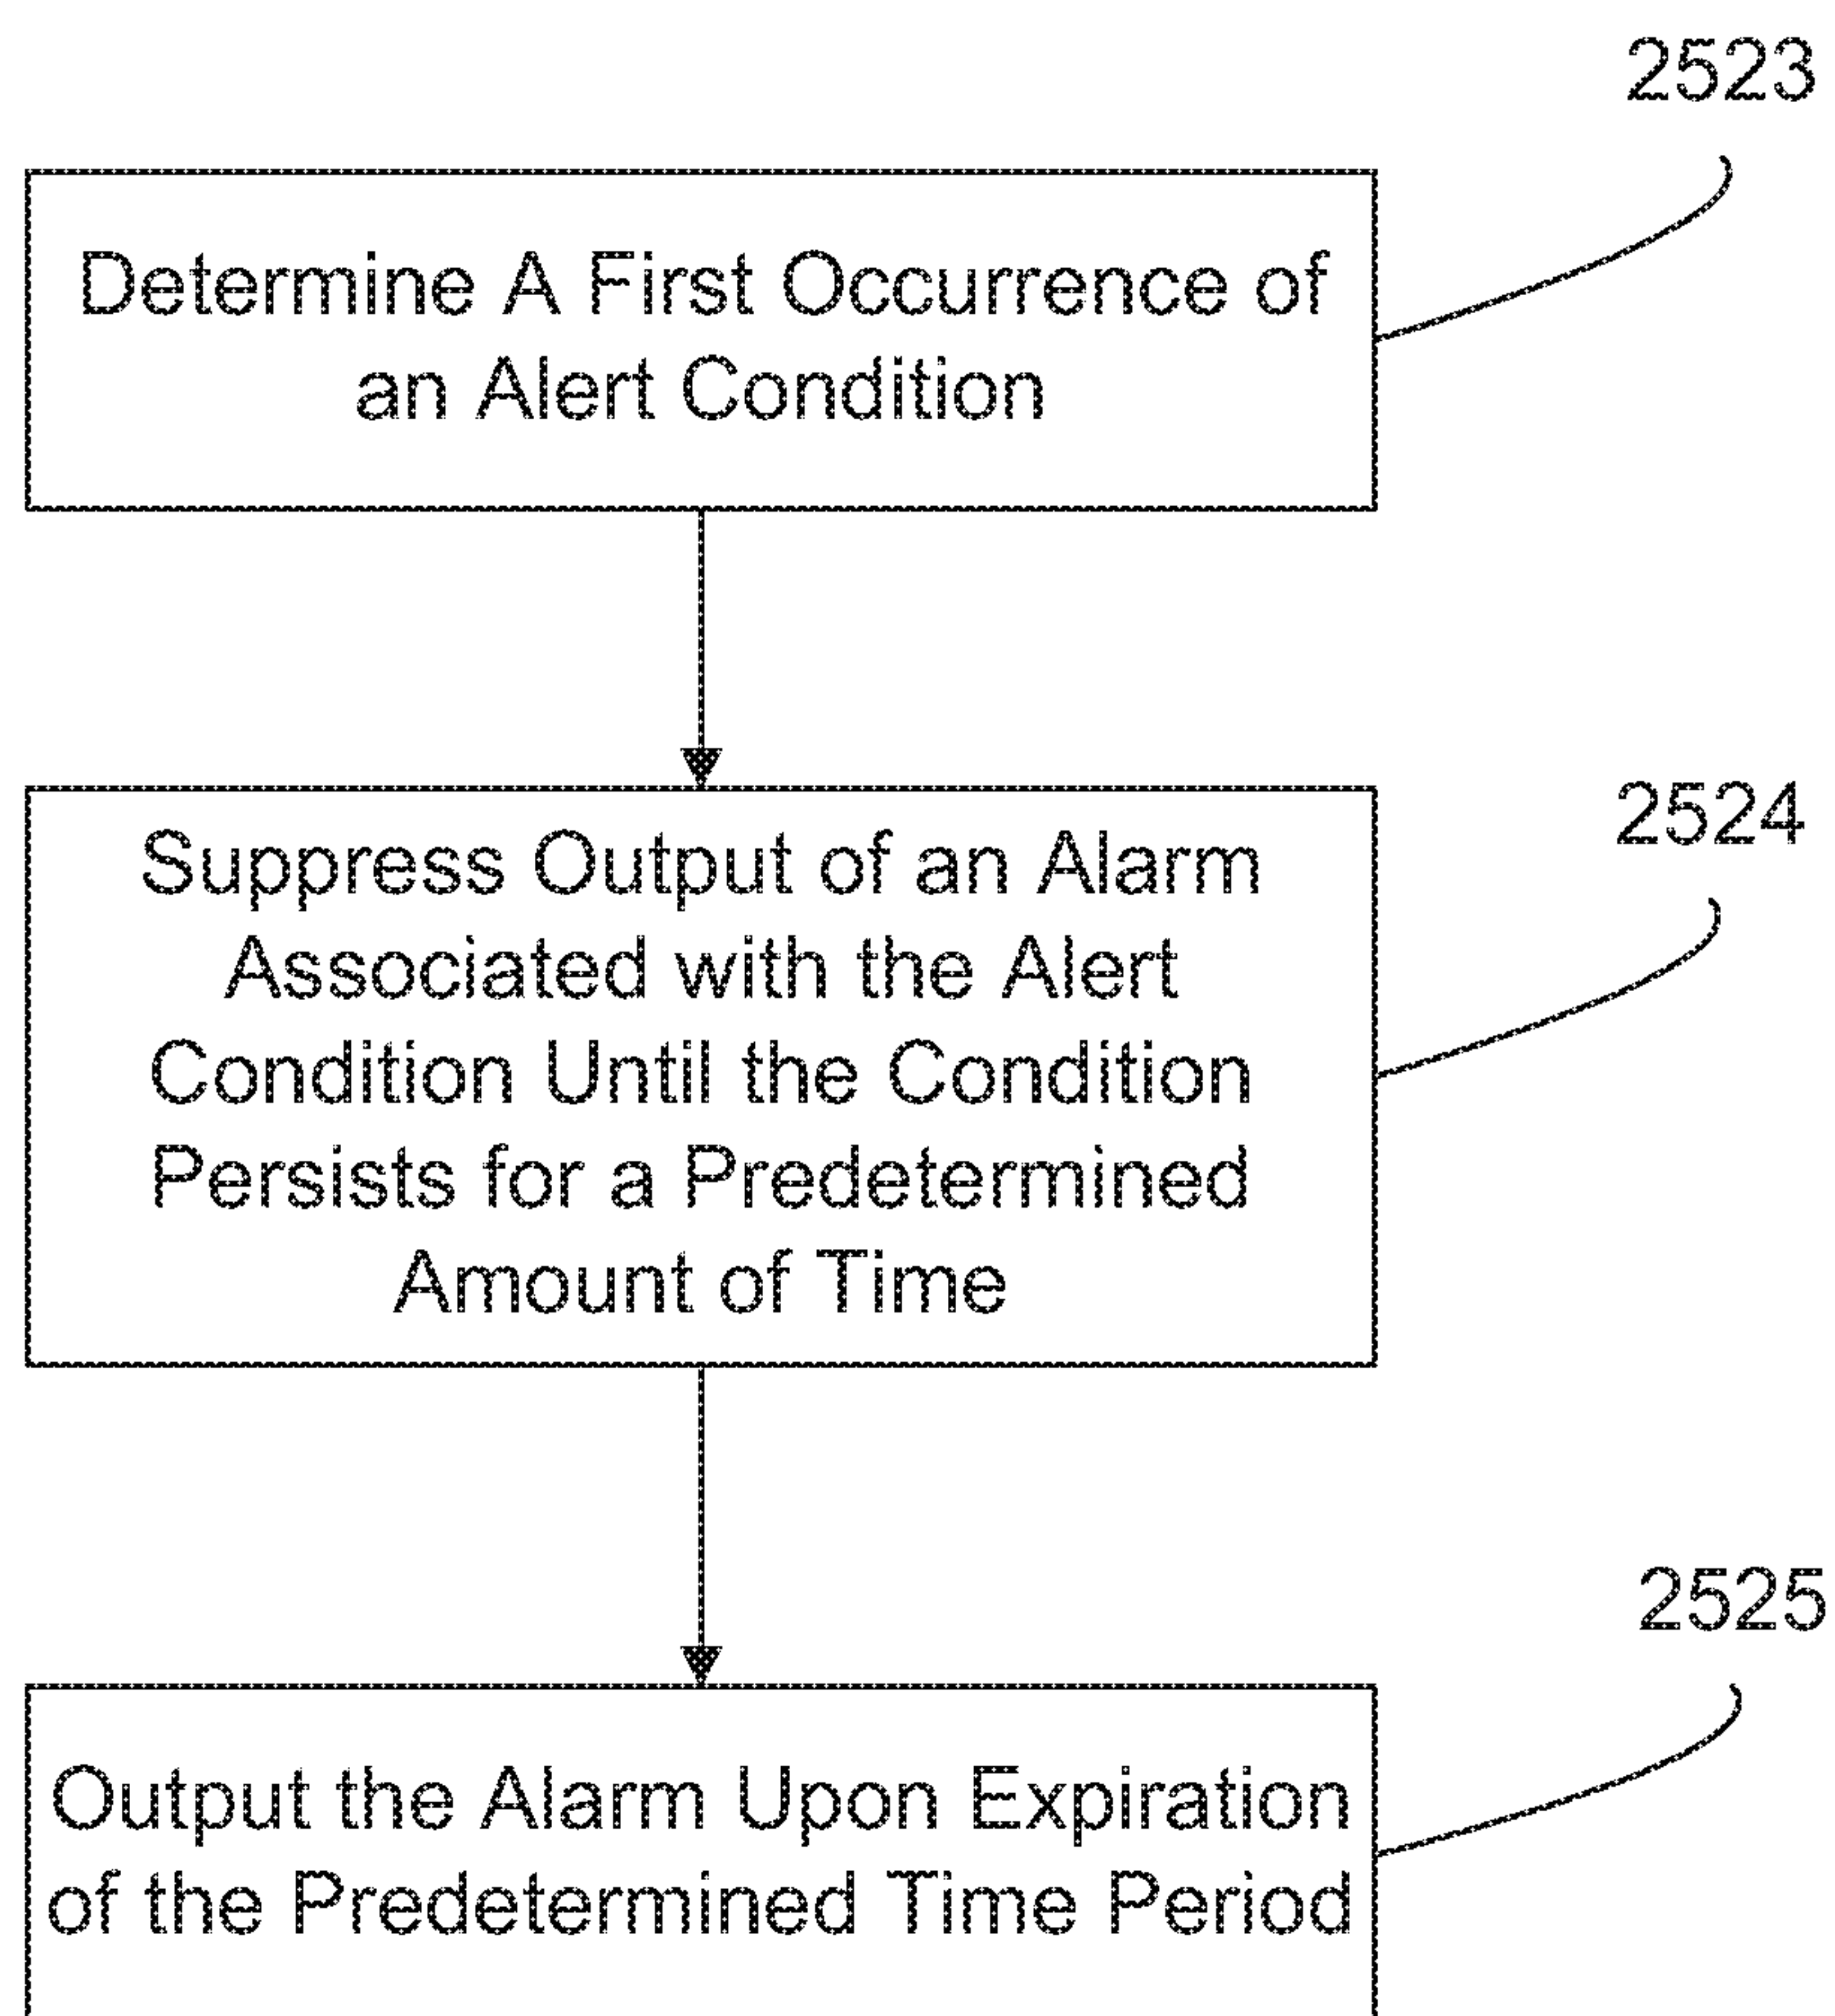 2523
Determine A First Occurrence of
an Alert Condition
2524
Suppress Output of an Alarm
Associated with the Alert
Condition Until the Condition
Persists for a Predetermined
Amount of Time
2525
Output the Alarm Upon Expiration
of the Predetermined Time Period